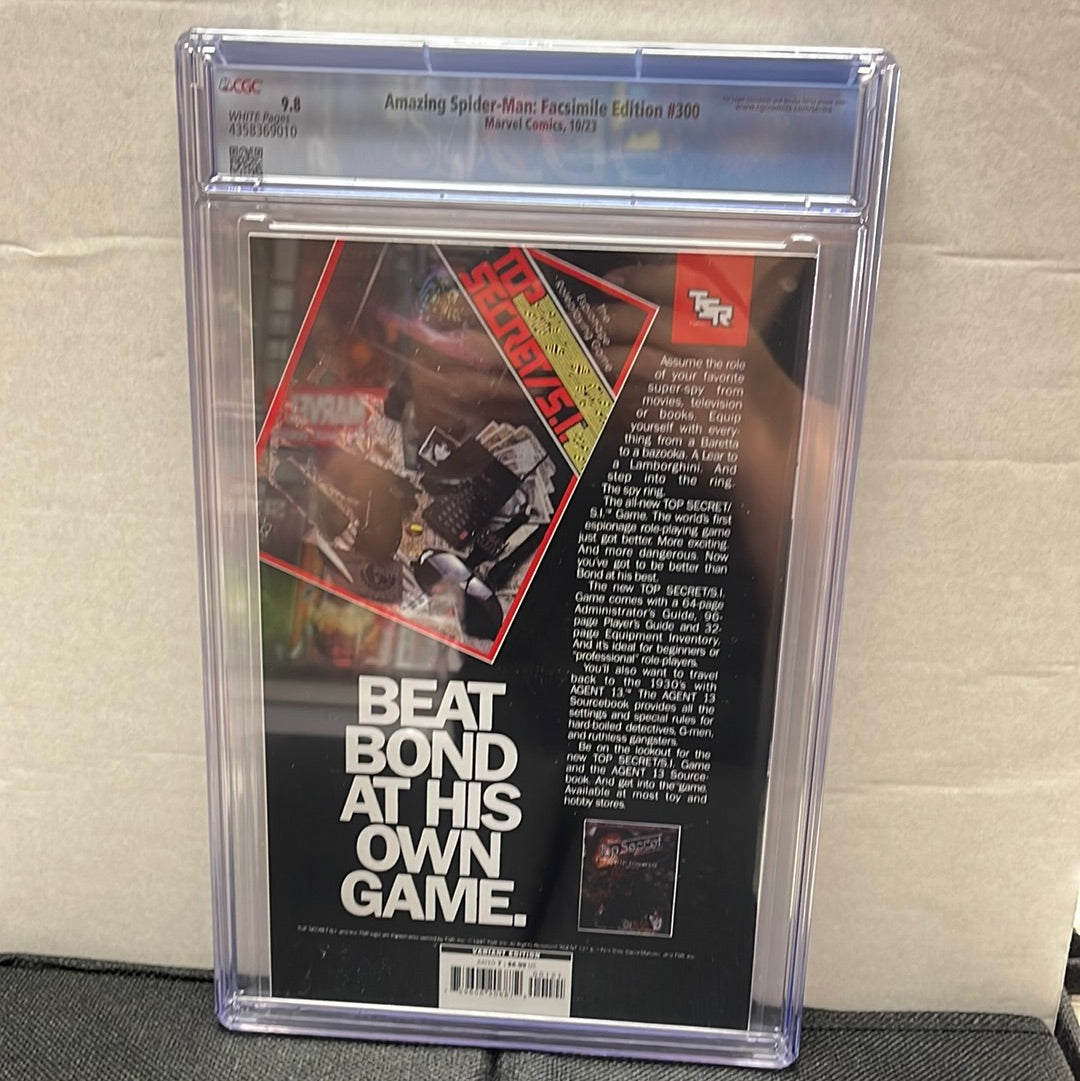 CGC
9.8
WHITE Pages
4358369010
Amazing Spider-Man: Facsimile Edition #300
Marvel Comics, 10/23
TOP
SECRET/S.I.
Espionage
Roleplaying Game
TSR
Assume the role
of your favorite
super-spy from
movies, television
or books. Equip
yourself with every-
thing from a Baretta
to a bazooka. A Lear to
a Lamborghini. And
step into the ring.
The spy ring.
The all-new TOP SECRET/
S.I.™ Game. The world's first
espionage role-playing game
just got better. More exciting.
And more dangerous. Now
you've got to be better than
Bond at his best.
The new TOP SECRET/S.I.
Game comes with a 64-page
Administrator's Guide, 96-
page Player's Guide and 32-
page Equipment Inventory.
And it's ideal for beginners or
"professional" role-players.
You'll also want to travel
back to the 1930's with
AGENT 13.™ The AGENT 13
Sourcebook provides all the
settings and special rules for
hard-boiled detectives, G-men,
and ruthless gangsters.
Be on the lookout for the
new TOP SECRET/S.I. Game
and the AGENT 13 Source-
book. And get into the game.
Available at most toy and
hobby stores.
BEAT
BOND
AT HIS
OWN
GAME.
Top Secret
VARIANT EDITION